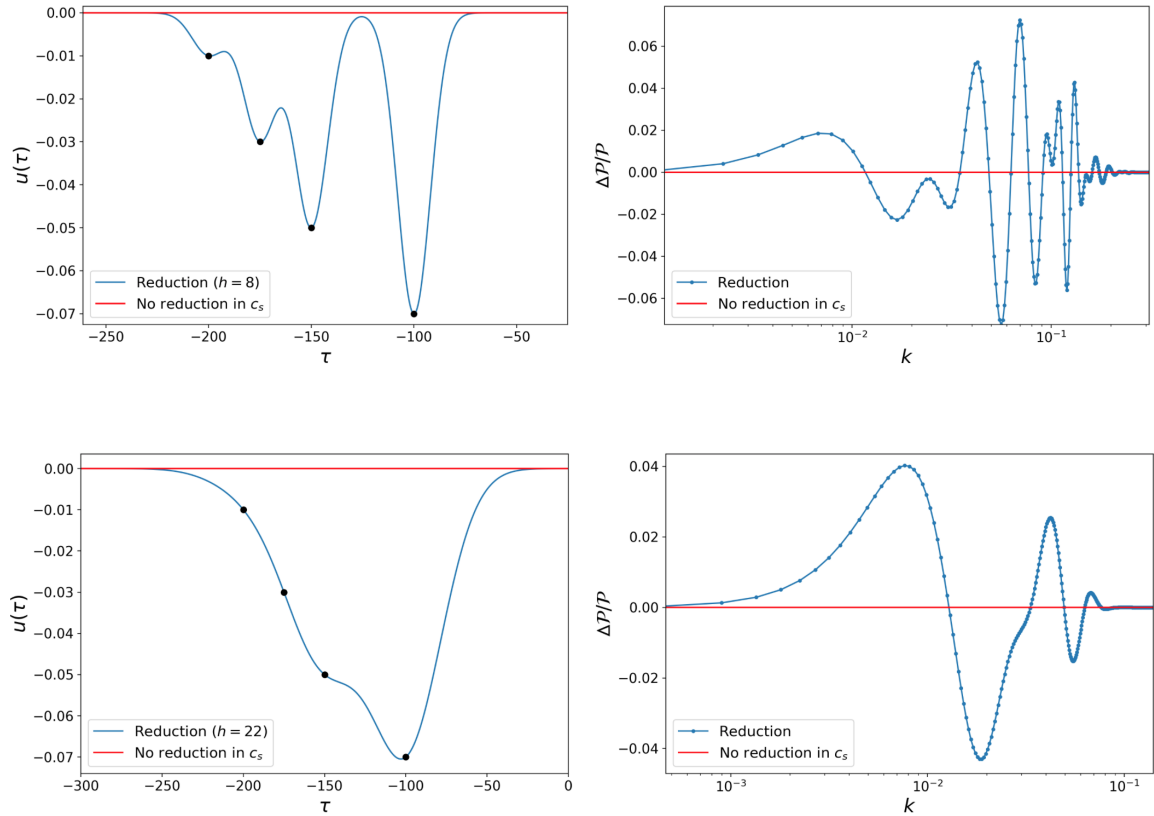 0.00
−0.01
−0.02
−0.03
−0.04
−0.05
−0.06
−0.07
u(τ)
Reduction (h = 8)
No reduction in c_s
−250 −200 −150 −100 −50
τ
0.06
0.04
0.02
0.00
−0.02
−0.04
−0.06
Δ𝒫/𝒫
Reduction
No reduction in c_s
10⁻² 10⁻¹
k
0.00
−0.01
−0.02
−0.03
−0.04
−0.05
−0.06
−0.07
u(τ)
Reduction (h = 22)
No reduction in c_s
−300 −250 −200 −150 −100 −50 0
τ
0.04
0.02
0.00
−0.02
−0.04
Δ𝒫/𝒫
Reduction
No reduction in c_s
10⁻³ 10⁻² 10⁻¹
k